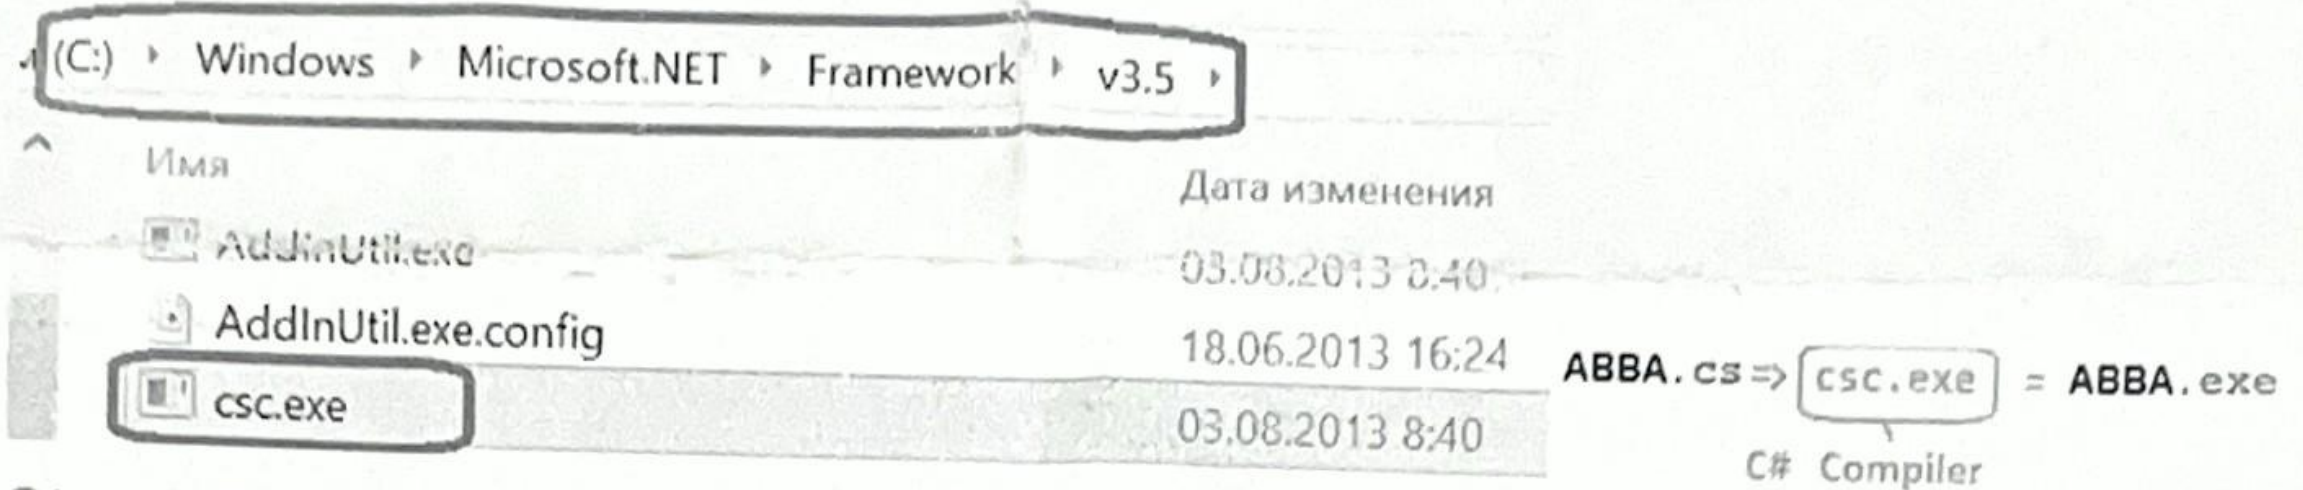 (C:) Windows Microsoft.NET Framework v3.5
Имя
Дата изменения
AddInUtil.exe
03.08.2013 8:40
AddInUtil.exe.config
18.06.2013 16:24
csc.exe
03.08.2013 8:40
ABBA.cs => csc.exe = ABBA.exe
C# Compiler